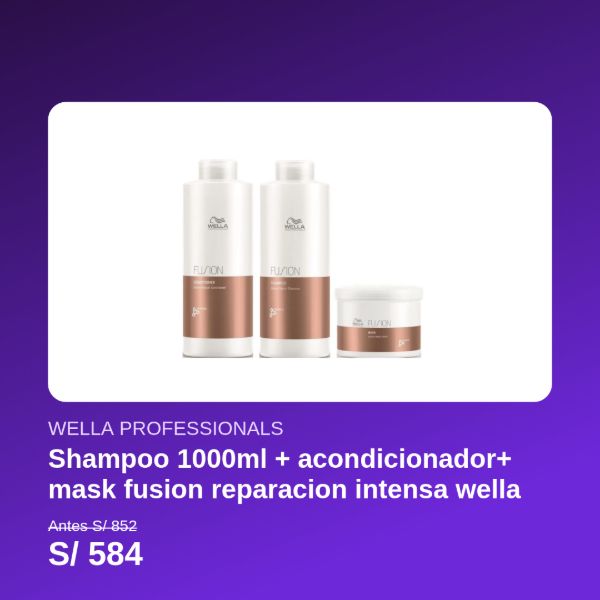 WELLA
WELLA
FUSION
FUSION
FUSION
WELLA PROFESSIONALS
Shampoo 1000ml + acondicionador+
mask fusion reparacion intensa wella
Antes S/ 852
S/ 584